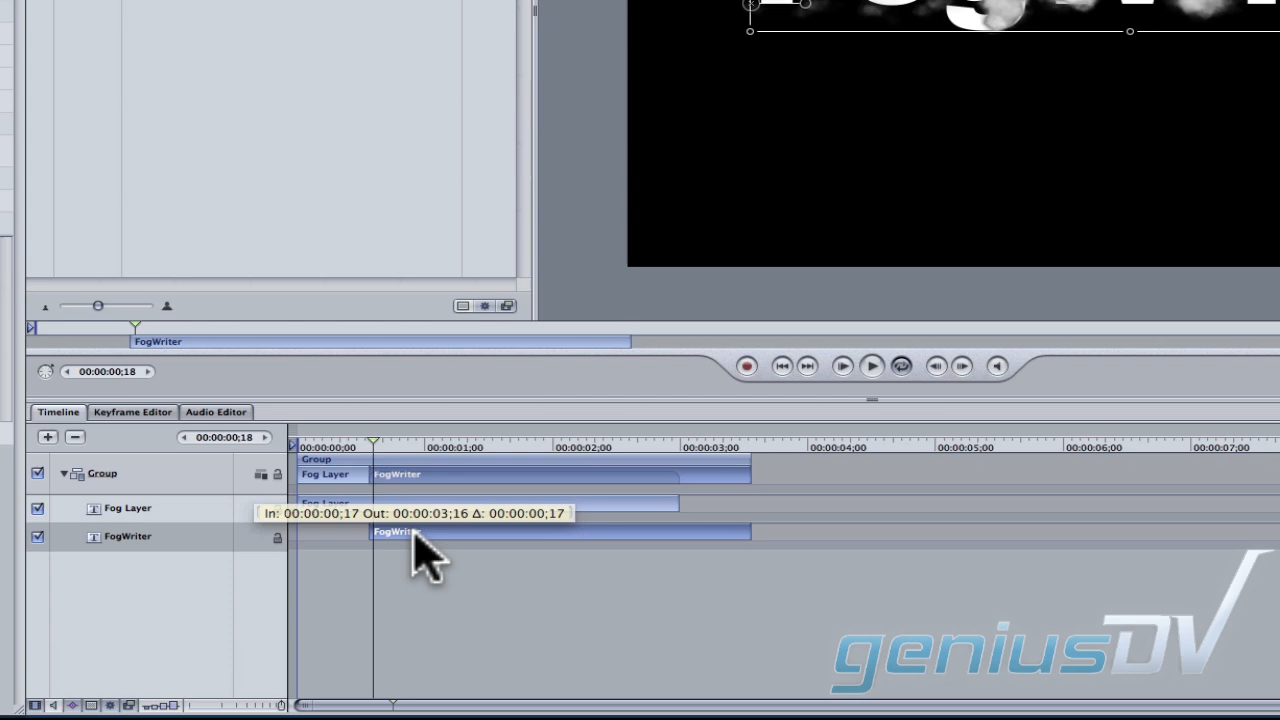 FogWriter
00:00:00;18
Timeline
Keyframe Editor
Audio Editor
00:00:00;18
00:00:00;00
00:00:01;00
00:00:02;00
00:00:03;00
00:00:04;00
00:00:05;00
00:00:06;00
00:00:07;00
Group
Group
Fog Layer
FogWriter
Fog Layer
Fog Layer
In: 00:00:00;17 Out: 00:00:03;16 Δ: 00:00:00;17
FogWriter
FogWriter
geniusDV